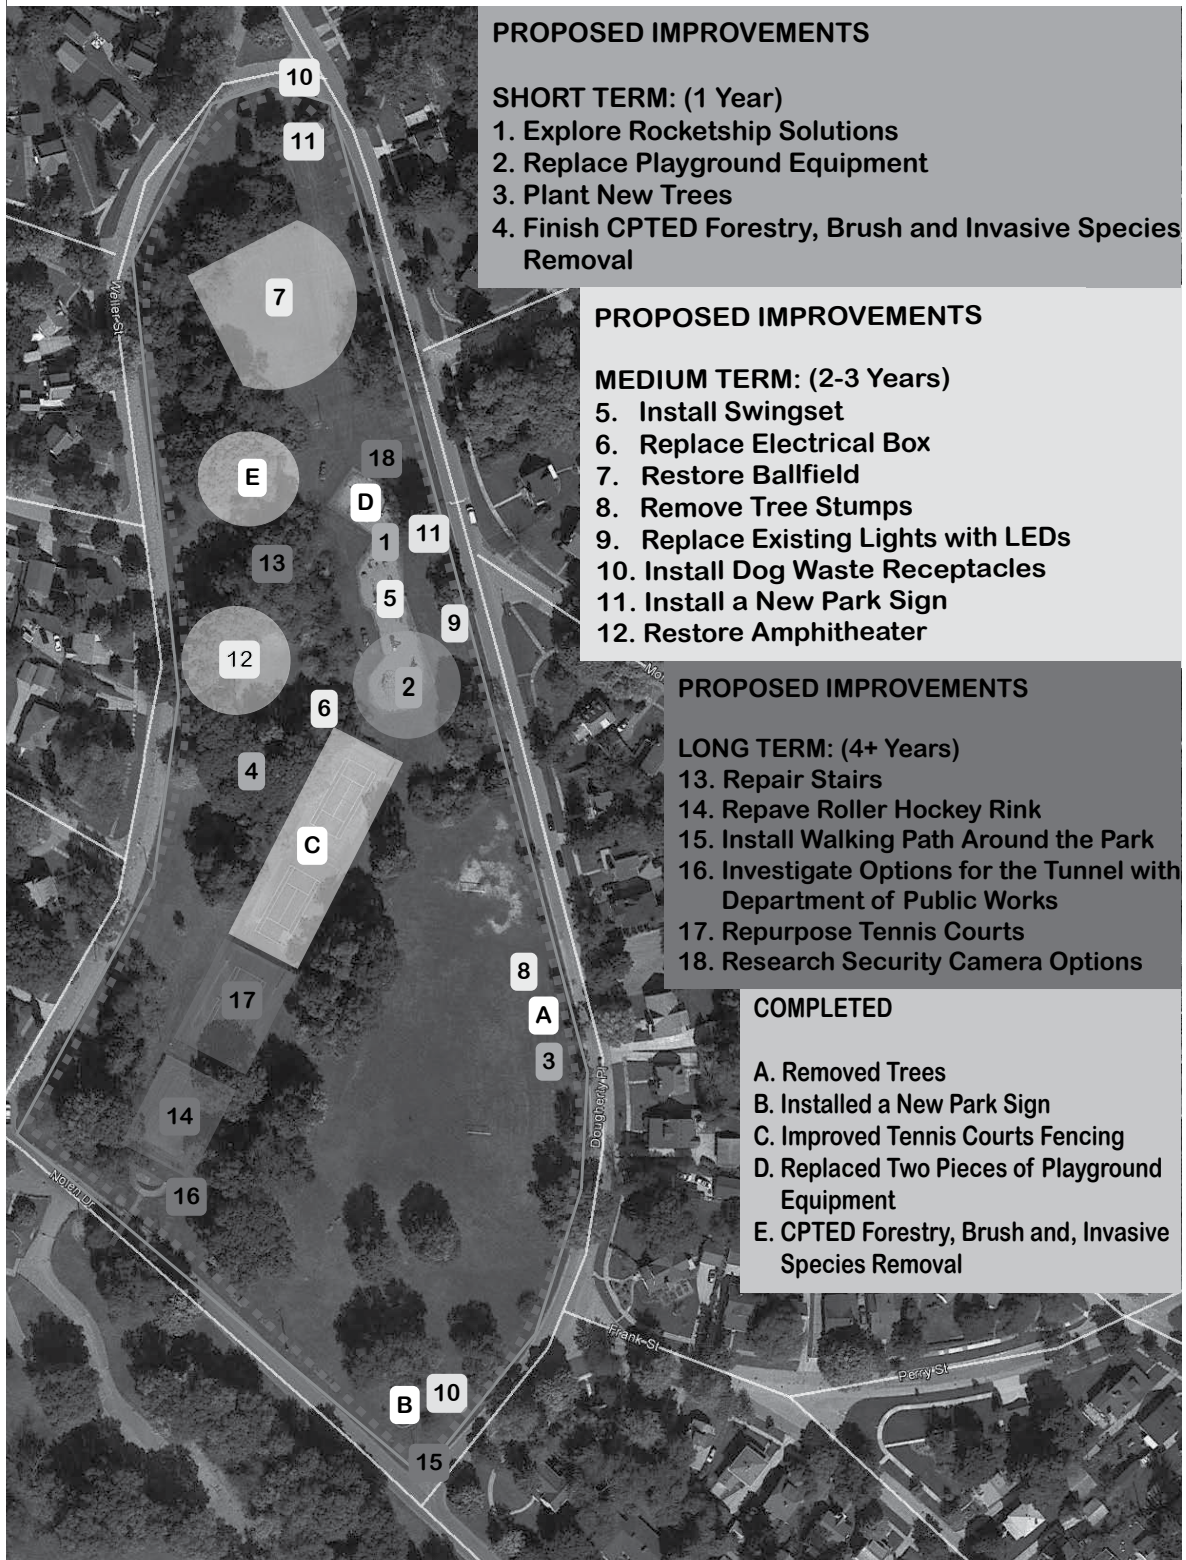 PROPOSED IMPROVEMENTS
SHORT TERM: (1 Year)
1. Explore Rocketship Solutions
2. Replace Playground Equipment
3. Plant New Trees
4. Finish CPTED Forestry, Brush and Invasive Species
Removal
PROPOSED IMPROVEMENTS
MEDIUM TERM: (2-3 Years)
5. Install Swingset
6. Replace Electrical Box
7. Restore Ballfield
8. Remove Tree Stumps
9. Replace Existing Lights with LEDs
10. Install Dog Waste Receptacles
11. Install a New Park Sign
12. Restore Amphitheater
PROPOSED IMPROVEMENTS
LONG TERM: (4+ Years)
13. Repair Stairs
14. Repave Roller Hockey Rink
15. Install Walking Path Around the Park
16. Investigate Options for the Tunnel with
Department of Public Works
17. Repurpose Tennis Courts
18. Research Security Camera Options
COMPLETED
A. Removed Trees
B. Installed a New Park Sign
C. Improved Tennis Courts Fencing
D. Replaced Two Pieces of Playground
Equipment
E. CPTED Forestry, Brush and, Invasive
Species Removal
10
11
7
Weller St
18
E
D
11
1
13
5
9
12
2
6
4
C
8
17
A
3
14
Dougherty Pl
16
Nolen Dr
Frank St
Perry St
10
B
15